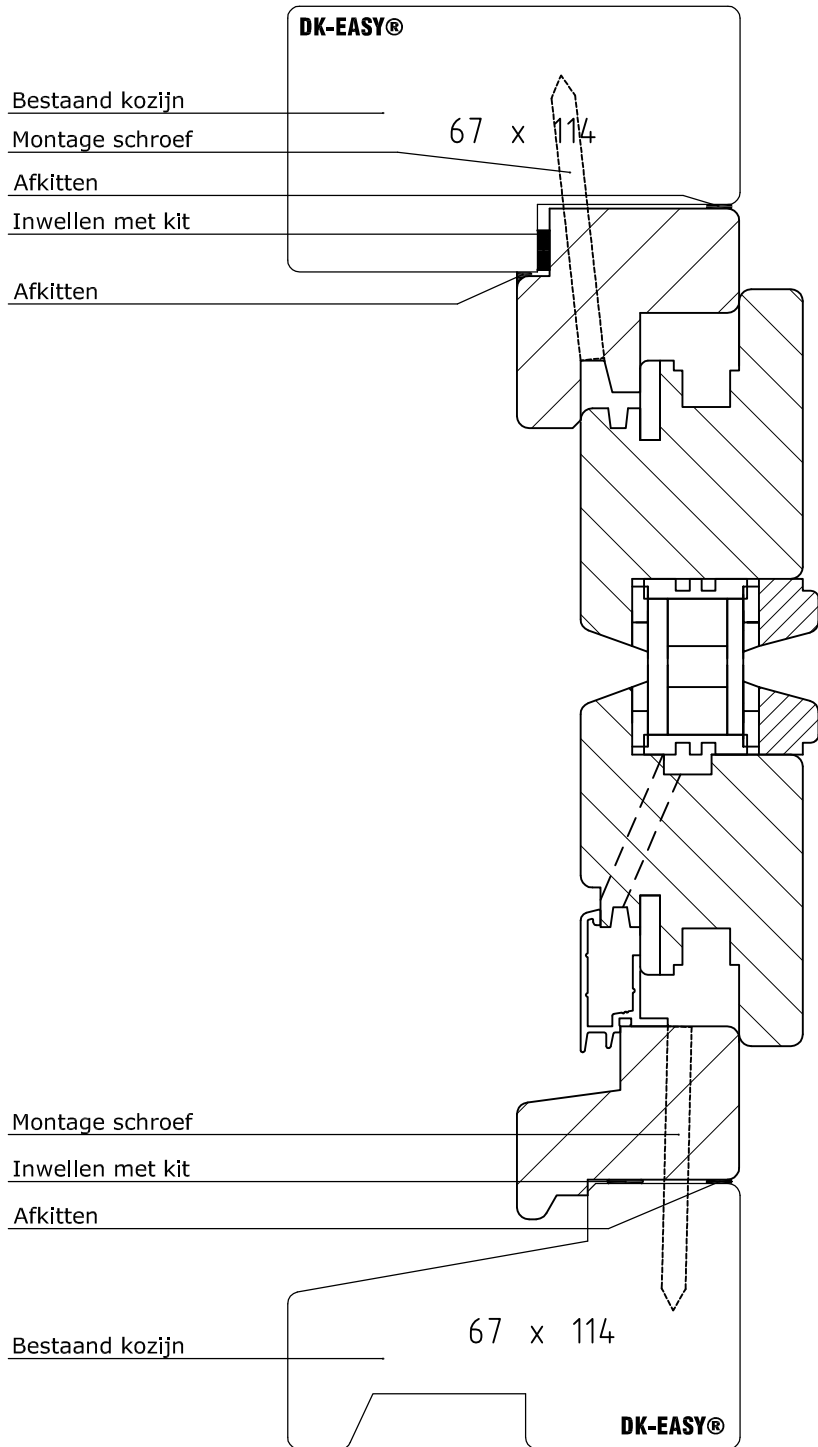 DK-EASY®
Bestaand kozijn
67 x 114
Montage schroef
Afkitten
Inwellen met kit
Afkitten
Montage schroef
Inwellen met kit
Afkitten
67 x 114
Bestaand kozijn
DK-EASY®